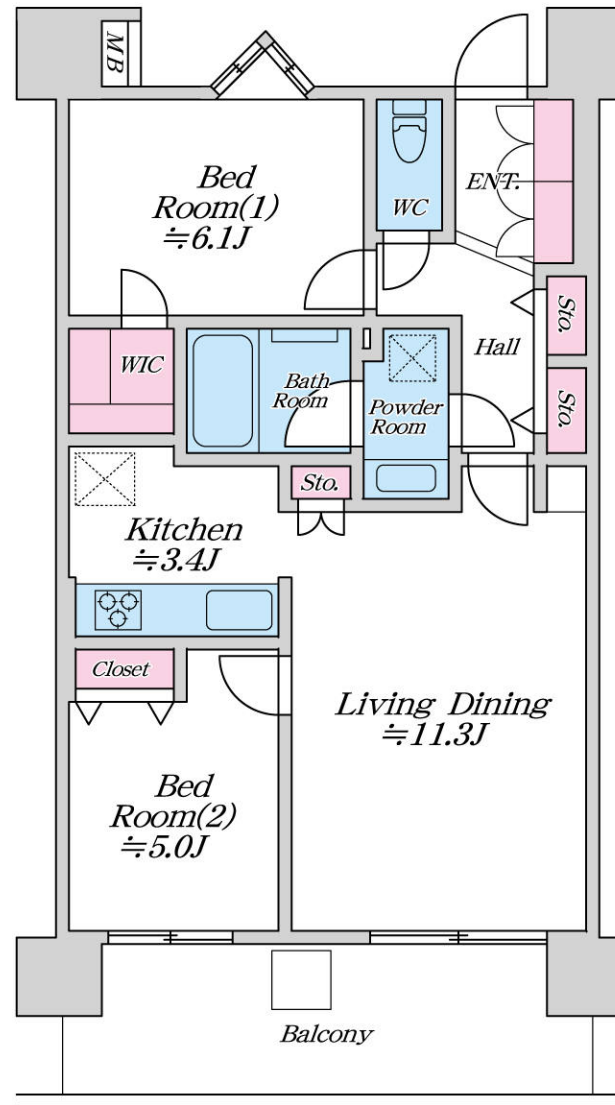 MB
Bed
Room(1)
≒6.1J
WC
ENT.
WIC
Bath
Room
Powder
Room
Hall
Sto.
Sto.
Sto.
Kitchen
≒3.4J
Closet
Living Dining
≒11.3J
Bed
Room(2)
≒5.0J
Balcony